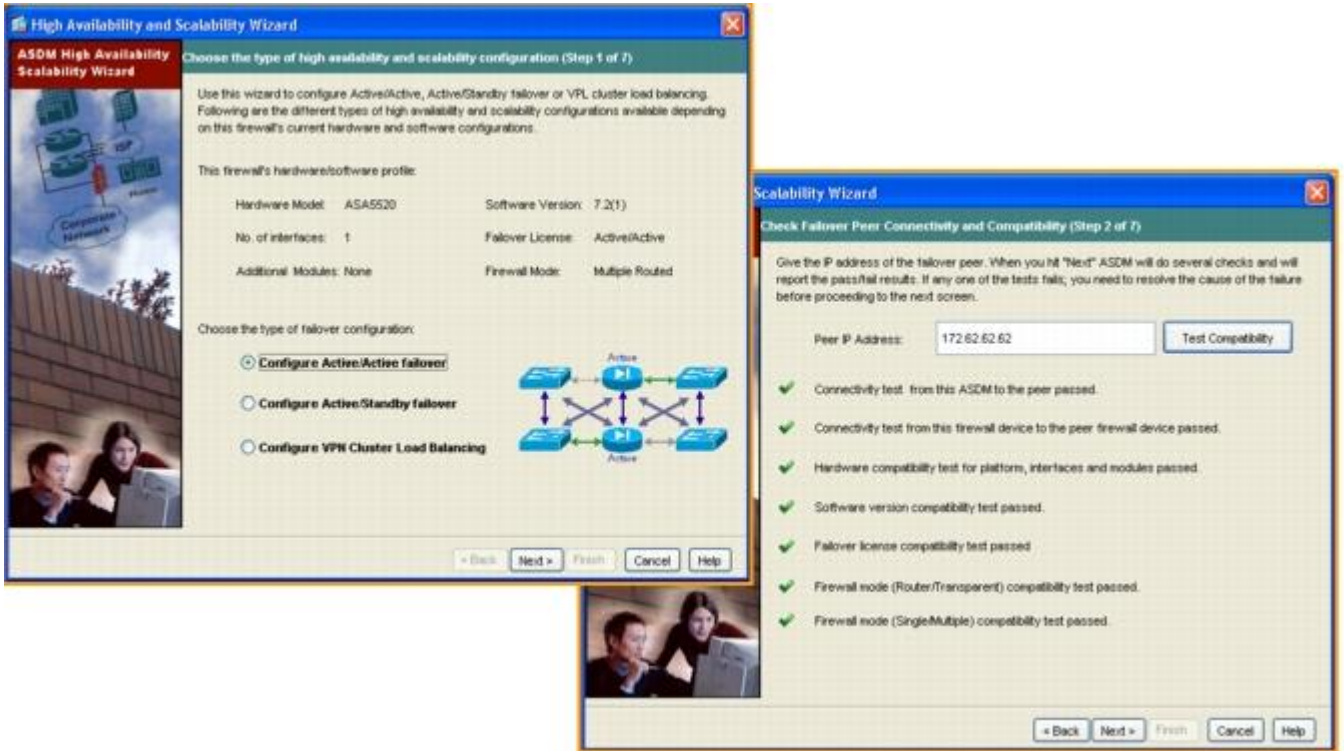 High Availability and Scalability Wizard
ASDM High Availability
Scalability Wizard
Choose the type of high availability and scalability configuration (Step 1 of 7)
Use this wizard to configure Active/Active, Active/Standby failover or VPL cluster load balancing.
Following are the different types of high availability and scalability configurations available depending
on this firewall's current hardware and software configurations.
This firewall's hardware/software profile:
Hardware Model: ASA5520 Software Version: 7.2(1)
No. of interfaces: 1 Failover License: Active/Active
Additional Modules: None Firewall Mode: Multiple Routed
Choose the type of failover configuration:
Configure Active/Active failover
Configure Active/Standby failover
Configure VPN Cluster Load Balancing
Active
Active
ISP
Corporate
Network
< Back Next > Finish Cancel Help
Scalability Wizard
Check Failover Peer Connectivity and Compatibility (Step 2 of 7)
Give the IP address of the failover peer. When you hit "Next" ASDM will do several checks and will
report the pass/fail results. If any one of the tests fails; you need to resolve the cause of the failure
before proceeding to the next screen.
Peer IP Address: 172.62.62.62 Test Compatibility
Connectivity test from this ASDM to the peer passed.
Connectivity test from this firewall device to the peer firewall device passed.
Hardware compatibility test for platform, interfaces and modules passed.
Software version compatibility test passed.
Failover license compatibility test passed
Firewall mode (Router/Transparent) compatibility test passed.
Firewall mode (Single/Multiple) compatibility test passed.
< Back Next > Finish Cancel Help